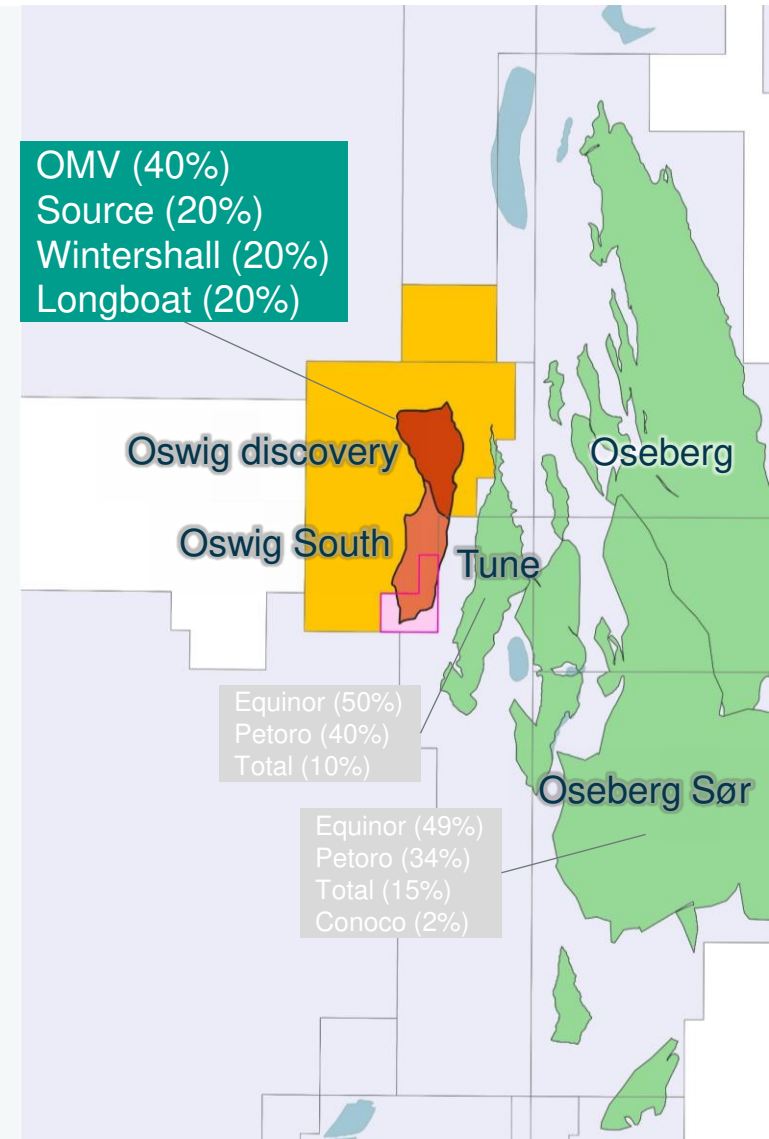 OMV (40%)
Source (20%)
Wintershall (20%)
Longboat (20%)
Oswig discovery
Oseberg
Oswig South
Tune
Equinor (50%)
Petoro (40%)
Total (10%)
Oseberg Sør
Equinor (49%)
Petoro (34%)
Total (15%)
Conoco (2%)